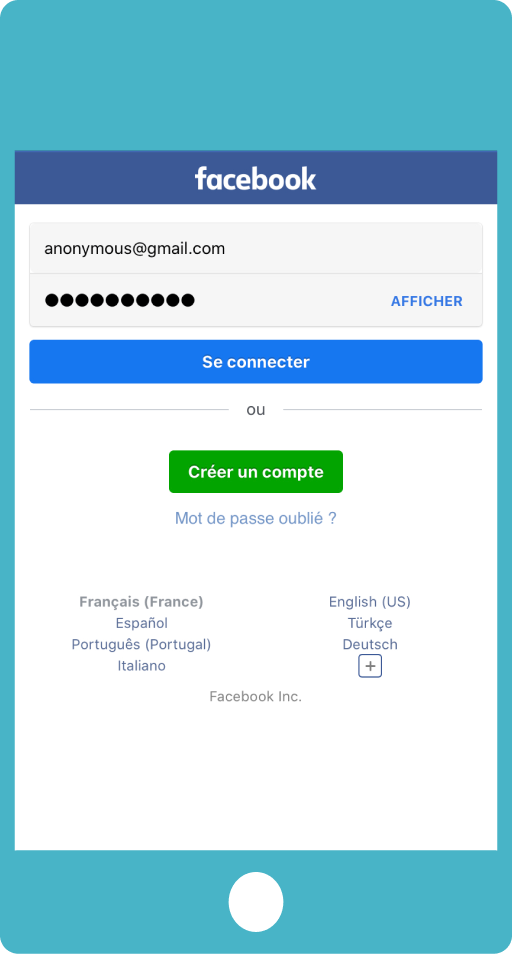 facebook
anonymous@gmail.com
●●●●●●●●●● AFFICHER
Se connecter
ou
Créer un compte
Mot de passe oublié ?
Français (France) English (US)
Español Türkçe
Português (Portugal) Deutsch
Italiano +
Facebook Inc.